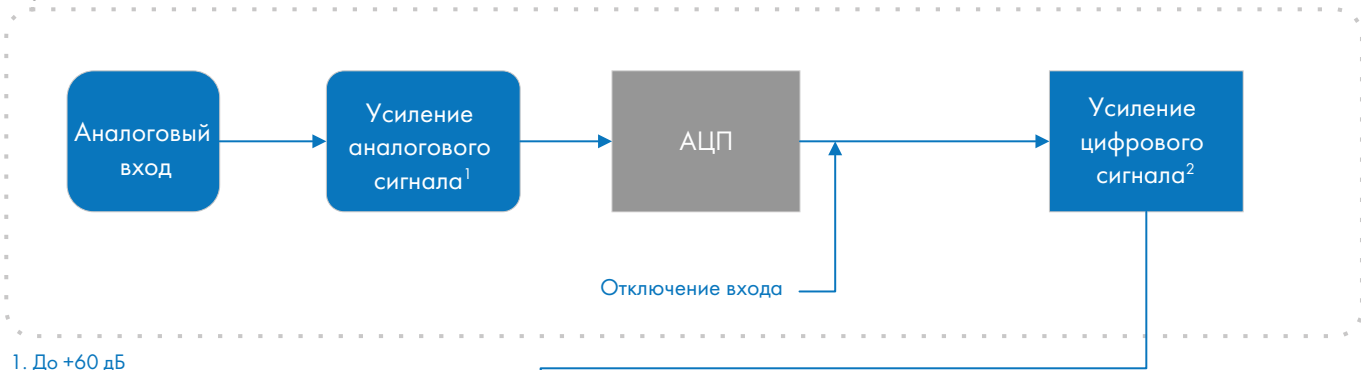 Аналоговый
вход
Усиление
аналогового
сигнала¹
АЦП
Усиление
цифрового
сигнала²
Отключение входа
1. До +60 дБ